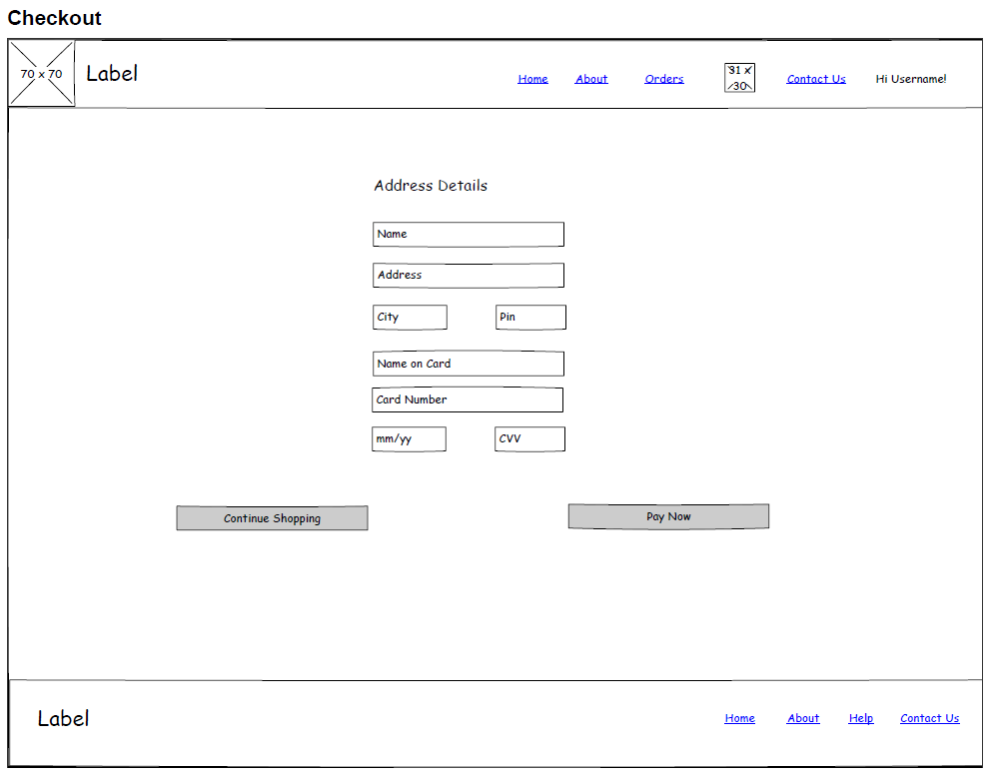 Checkout
70 x 70
Label
Home About Orders
31 x
30
Contact Us Hi Username!
Address Details
Name
Address
City Pin
Name on Card
Card Number
mm/yy CVV
Continue Shopping Pay Now
Label
Home About Help Contact Us